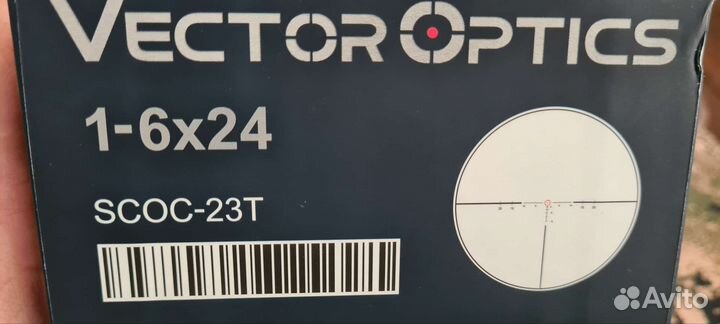 VECTOR OPTICS
1-6x24
SCOC-23T
Avito